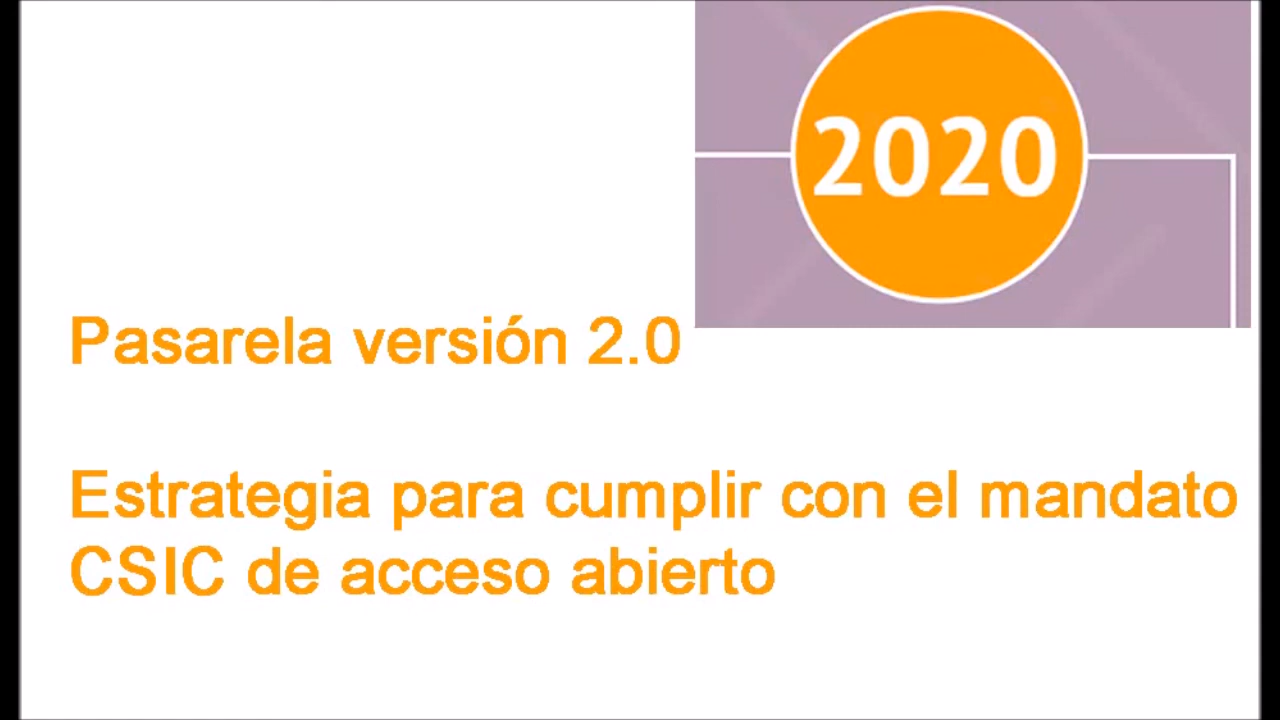 2020
Pasarela versión 2.0
Estrategia para cumplir con el mandato
CSIC de acceso abierto